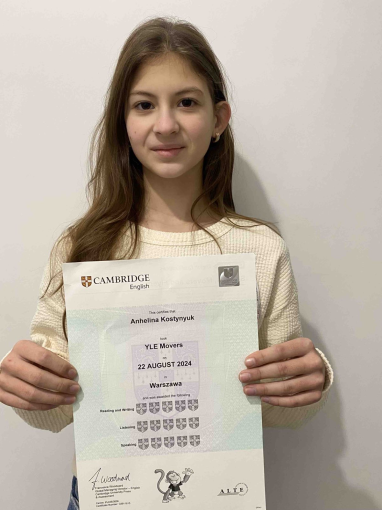 CAMBRIDGE
English
This certifies that
Anhelina Kostynyuk
took
YLE Movers
on
22 AUGUST 2024
in
Warszawa
and was awarded the following
Reading and Writing
Listening
Speaking
ALTE